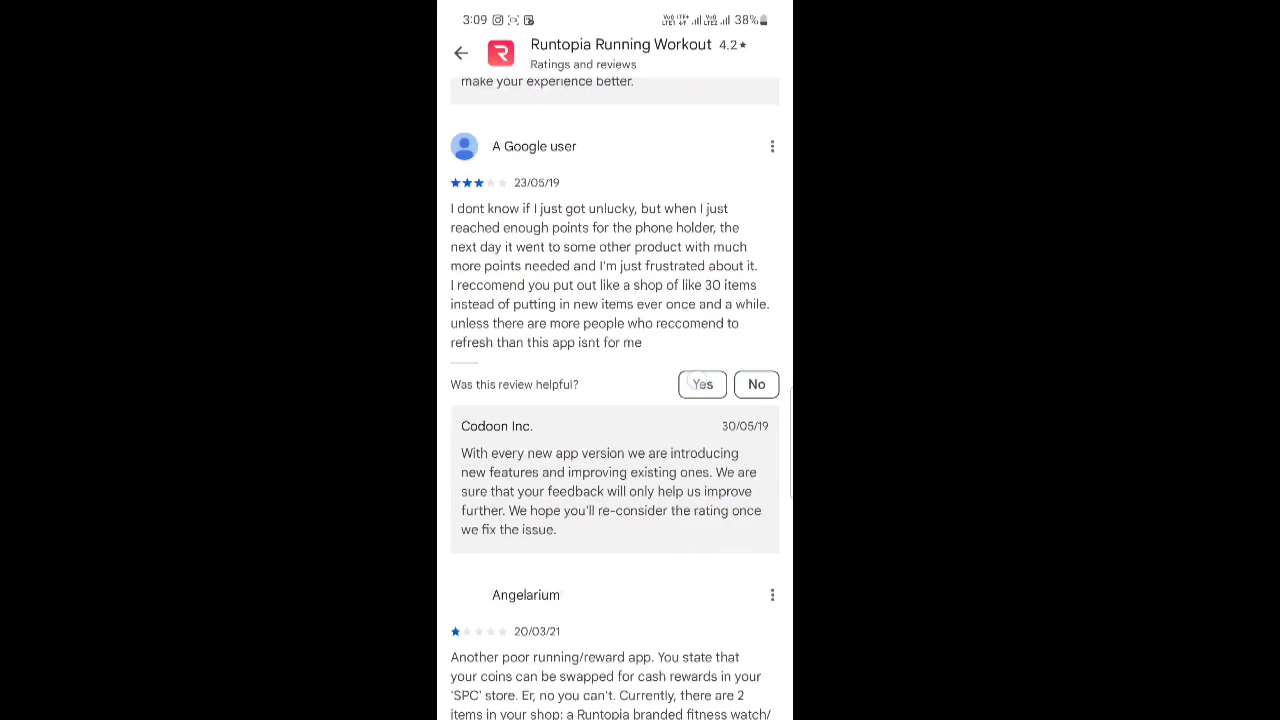 3:09 38%
Runtopia Running Workout 4.2★
Ratings and reviews
make your experience better.
A Google user
23/05/19
I dont know if I just got unlucky, but when I just
reached enough points for the phone holder, the
next day it went to some other product with much
more points needed and I'm just frustrated about it.
I reccomend you put out like a shop of like 30 items
instead of putting in new items ever once and a while.
unless there are more people who reccomend to
refresh than this app isnt for me
Was this review helpful? Yes No
Codoon Inc. 30/05/19
With every new app version we are introducing
new features and improving existing ones. We are
sure that your feedback will only help us improve
further. We hope you'll re-consider the rating once
we fix the issue.
Angelarium
20/03/21
Another poor running/reward app. You state that
your coins can be swapped for cash rewards in your
'SPC' store. Er, no you can't. Currently, there are 2
items in your shop: a Runtopia branded fitness watch/